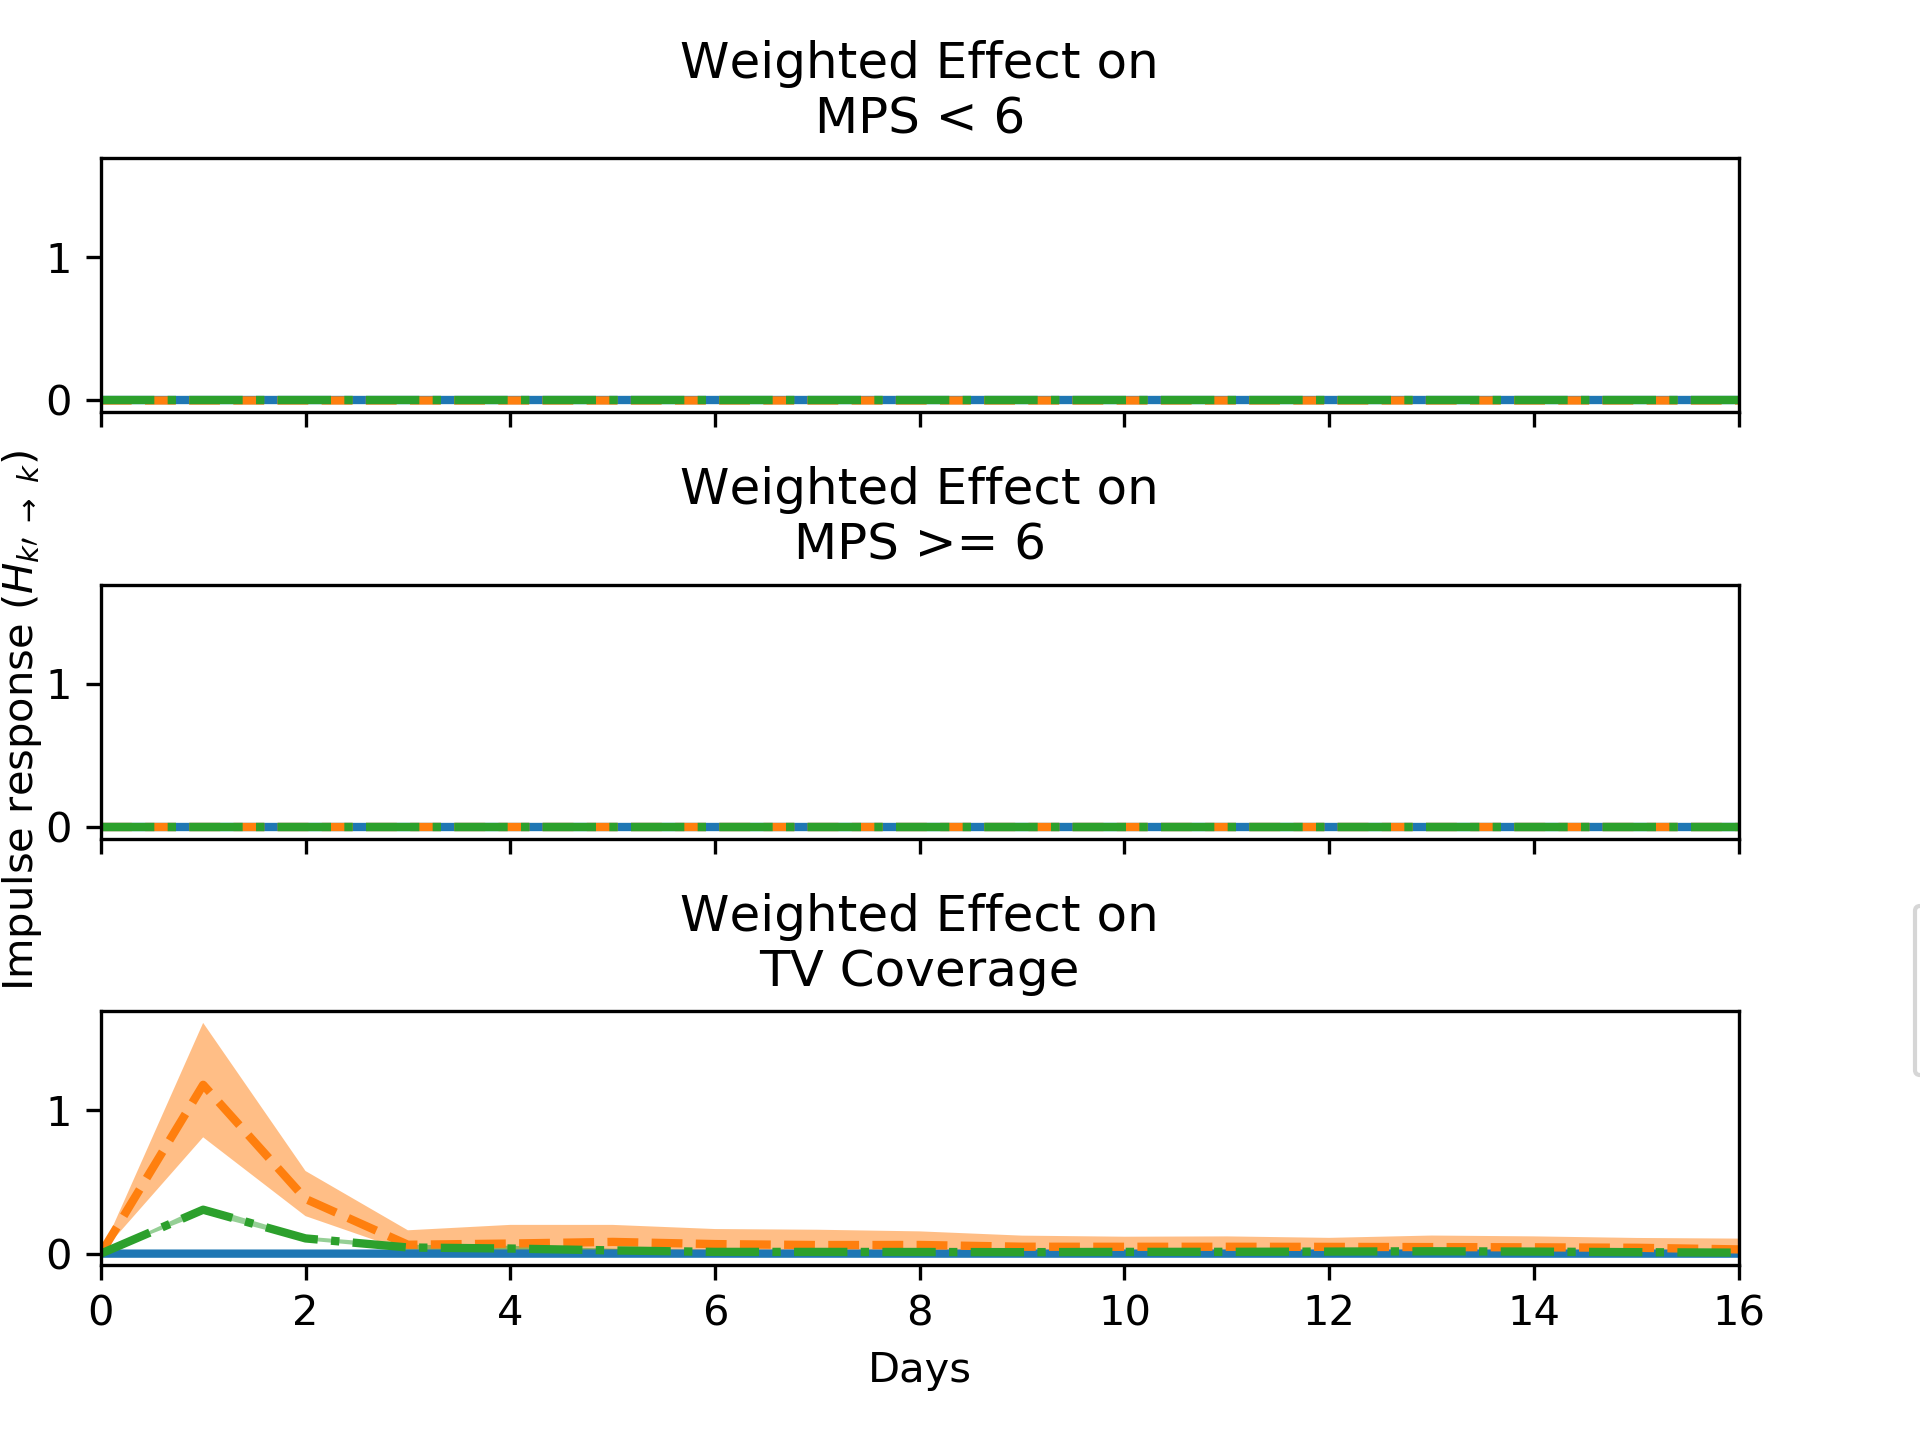 Weighted Effect on
MPS < 6
1
0
Weighted Effect on
MPS >= 6
1
0
Impulse response (H_{k′ → k})
Weighted Effect on
TV Coverage
1
0
0 2 4 6 8 10 12 14 16
Days